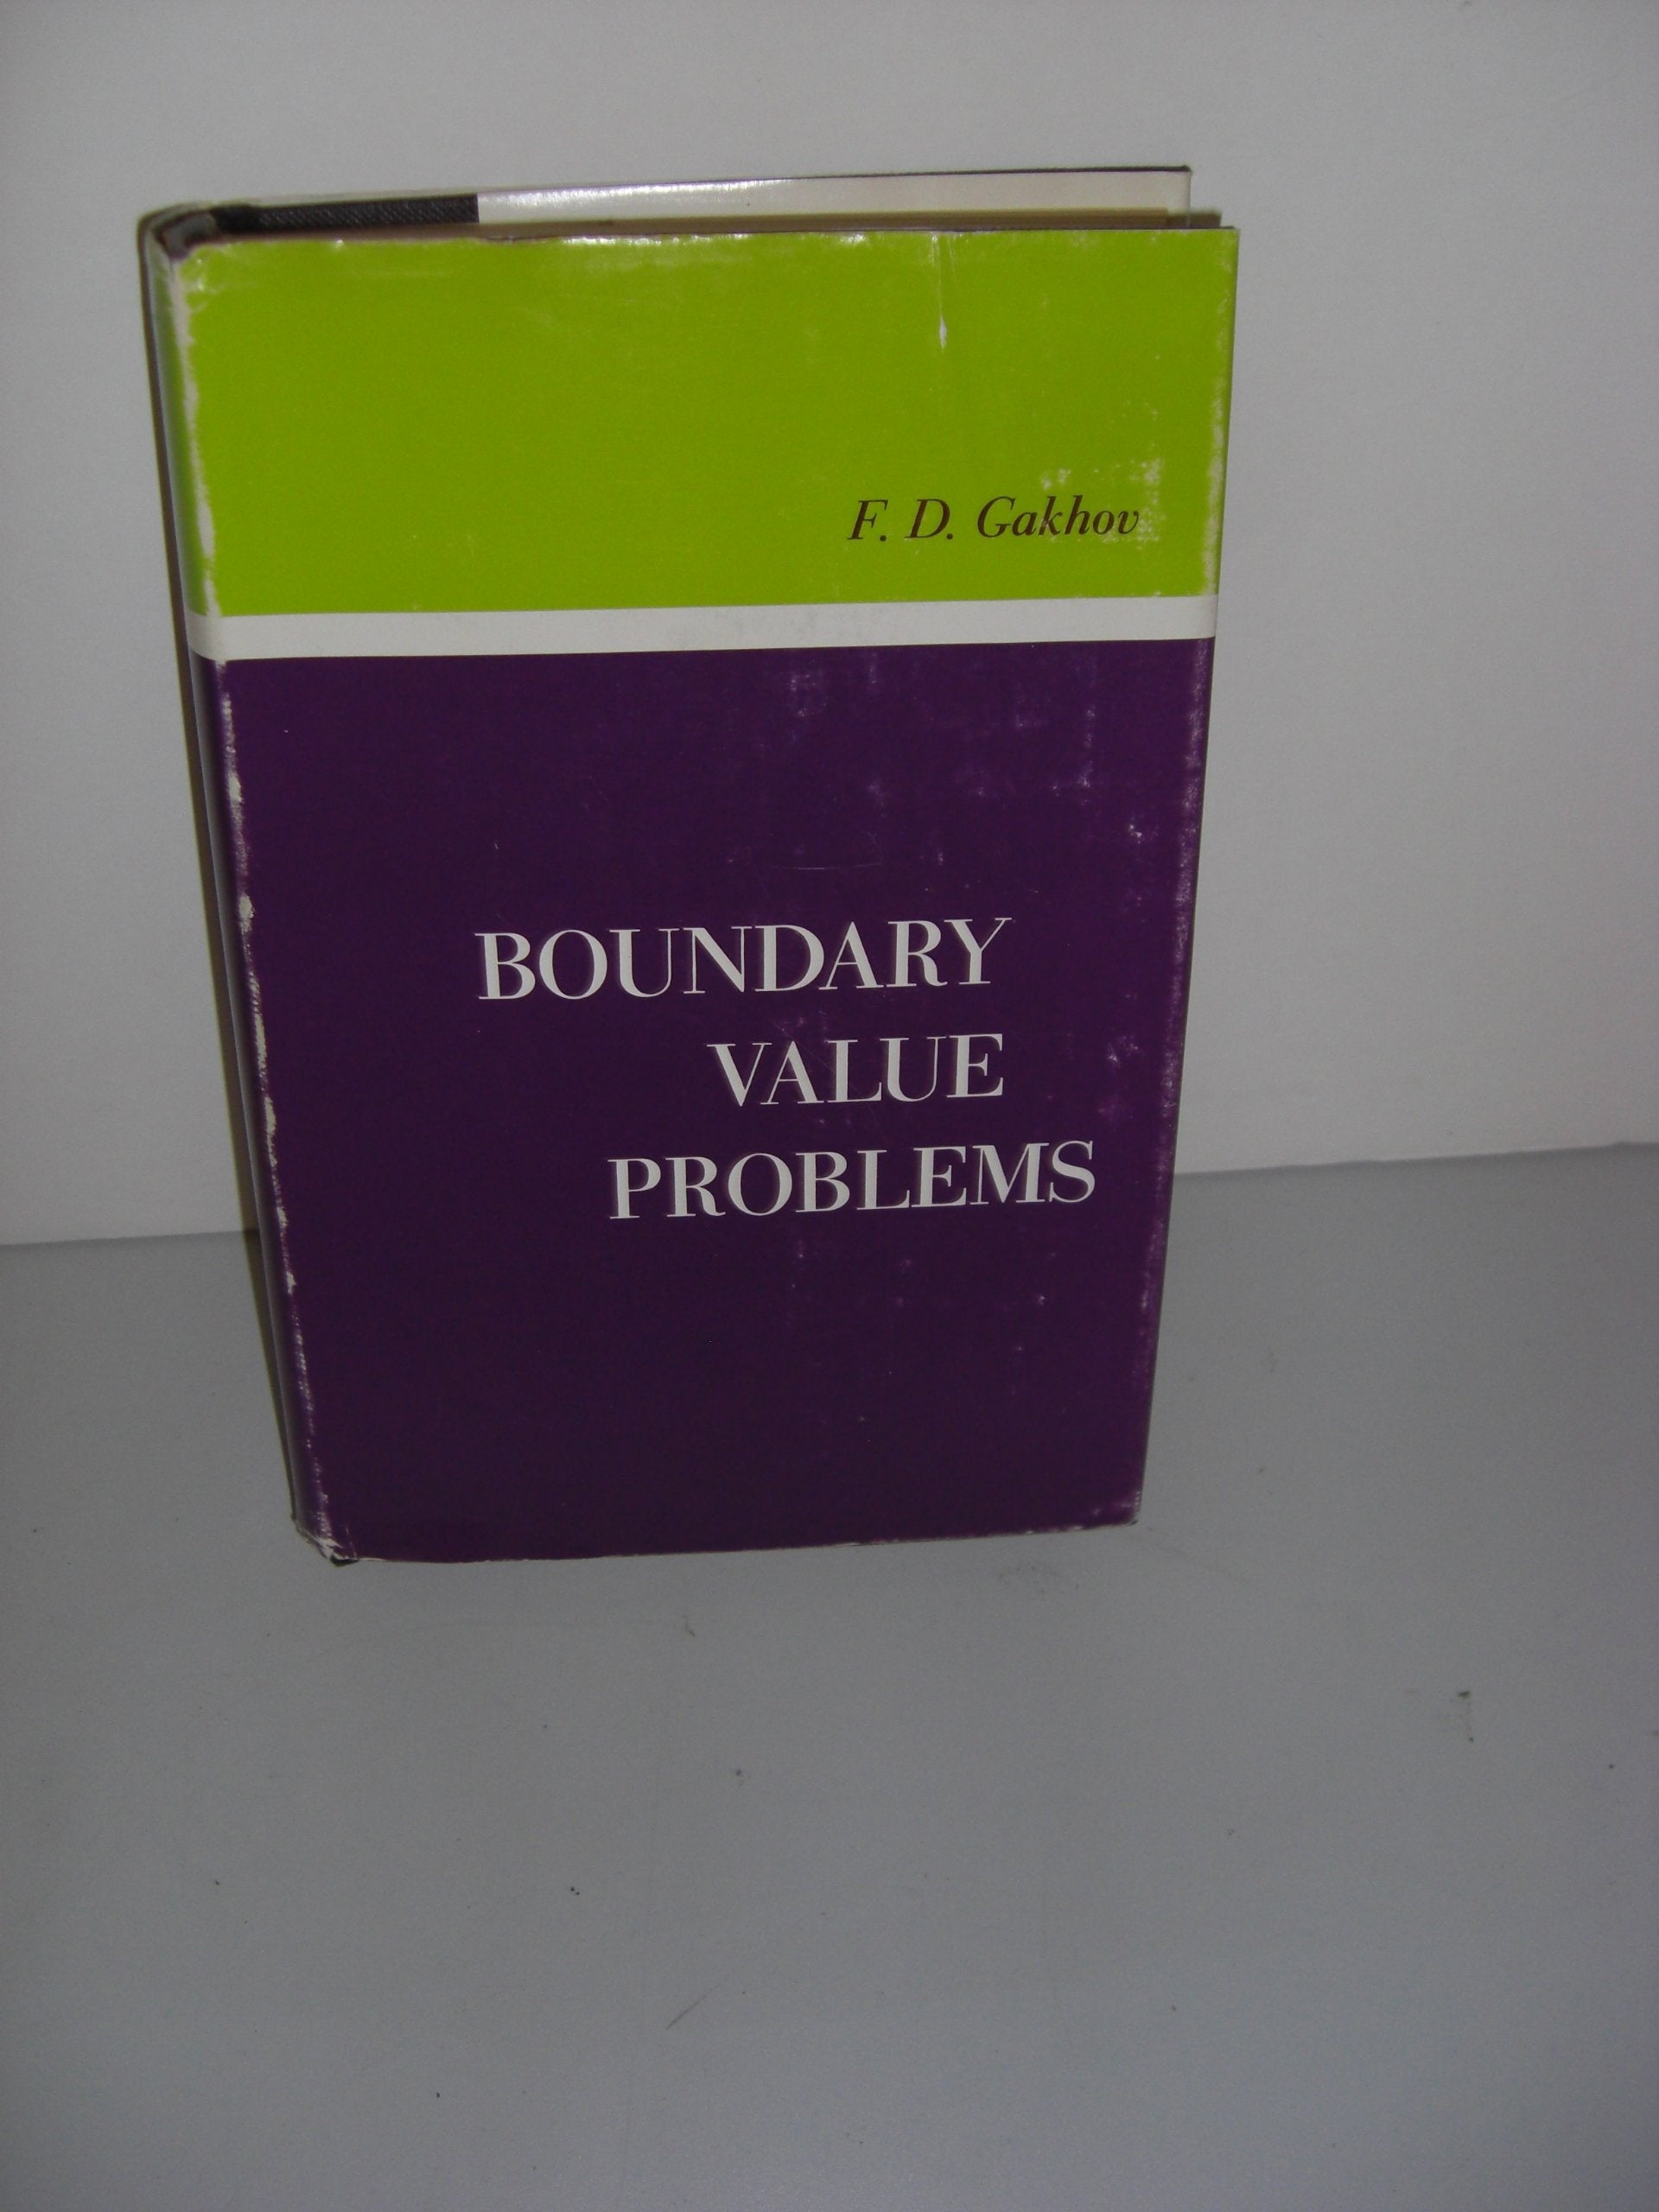 F. D. Gakhov
BOUNDARY
VALUE
PROBLEMS